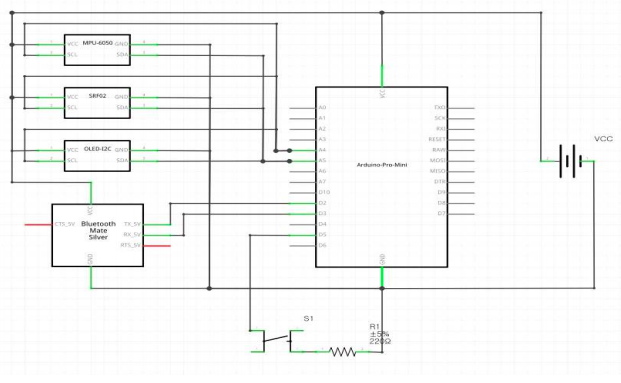 MPU-6050
VCC GND
SCL SDA
SRF02
VCC GND
SCL SDA
OLED-I2C
VCC GND
SCL SDA
VCC
Bluetooth
Mate
Silver
CTS_5V
TX_5V
RX_5V
RTS_5V
GND
VCC
Arduino-Pro-Mini
A0
A1
A2
A3
A4
A5
A6
A7
D10
D2
D3
D4
D5
D6
TXO
SCK
RXI
RESET
RAW
MOSI
MISO
DTR
D9
D8
D7
GND
VCC
S1
R1
±5%
220Ω